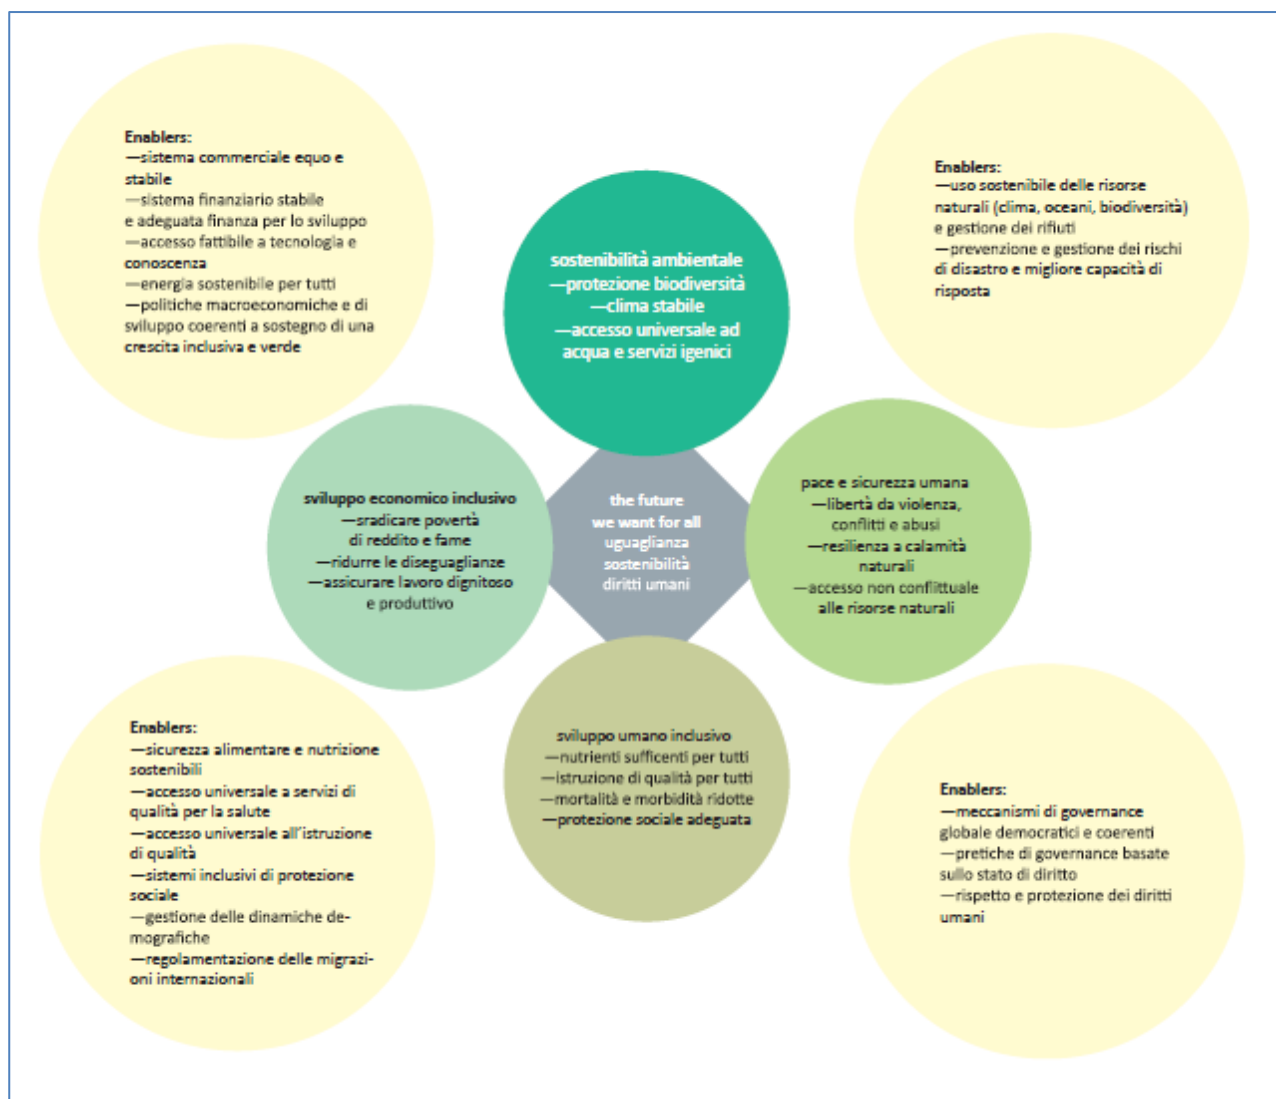 Enablers:
—sistema commerciale equo e
stabile
—sistema finanziario stabile
e adeguata finanza per lo sviluppo
—accesso fattibile a tecnologia e
conoscenza
—energia sostenibile per tutti
—politiche macroeconomiche e di
sviluppo coerenti a sostegno di una
crescita inclusiva e verde
Enablers:
—uso sostenibile delle risorse
naturali (clima, oceani, biodiversità)
e gestione dei rifiuti
—prevenzione e gestione dei rischi
di disastro e migliore capacità di
risposta
sostenibilità ambientale
—protezione biodiversità
—clima stabile
—accesso universale ad
acqua e servizi igenici
sviluppo economico inclusivo
—sradicare povertà
di reddito e fame
—ridurre le diseguaglianze
—assicurare lavoro dignitoso
e produttivo
the future
we want for all
uguaglianza
sostenibilità
diritti umani
pace e sicurezza umana
—libertà da violenza,
conflitti e abusi
—resilienza a calamità
naturali
—accesso non conflittuale
alle risorse naturali
sviluppo umano inclusivo
—nutrienti sufficenti per tutti
—istruzione di qualità per tutti
—mortalità e morbidità ridotte
—protezione sociale adeguata
Enablers:
—sicurezza alimentare e nutrizione
sostenibili
—accesso universale a servizi di
qualità per la salute
—accesso universale all'istruzione
di qualità
—sistemi inclusivi di protezione
sociale
—gestione delle dinamiche de-
mografiche
—regolamentazione delle migrazi-
oni internazionali
Enablers:
—meccanismi di governance
globale democratici e coerenti
—pretiche di governance basate
sullo stato di diritto
—rispetto e protezione dei diritti
umani